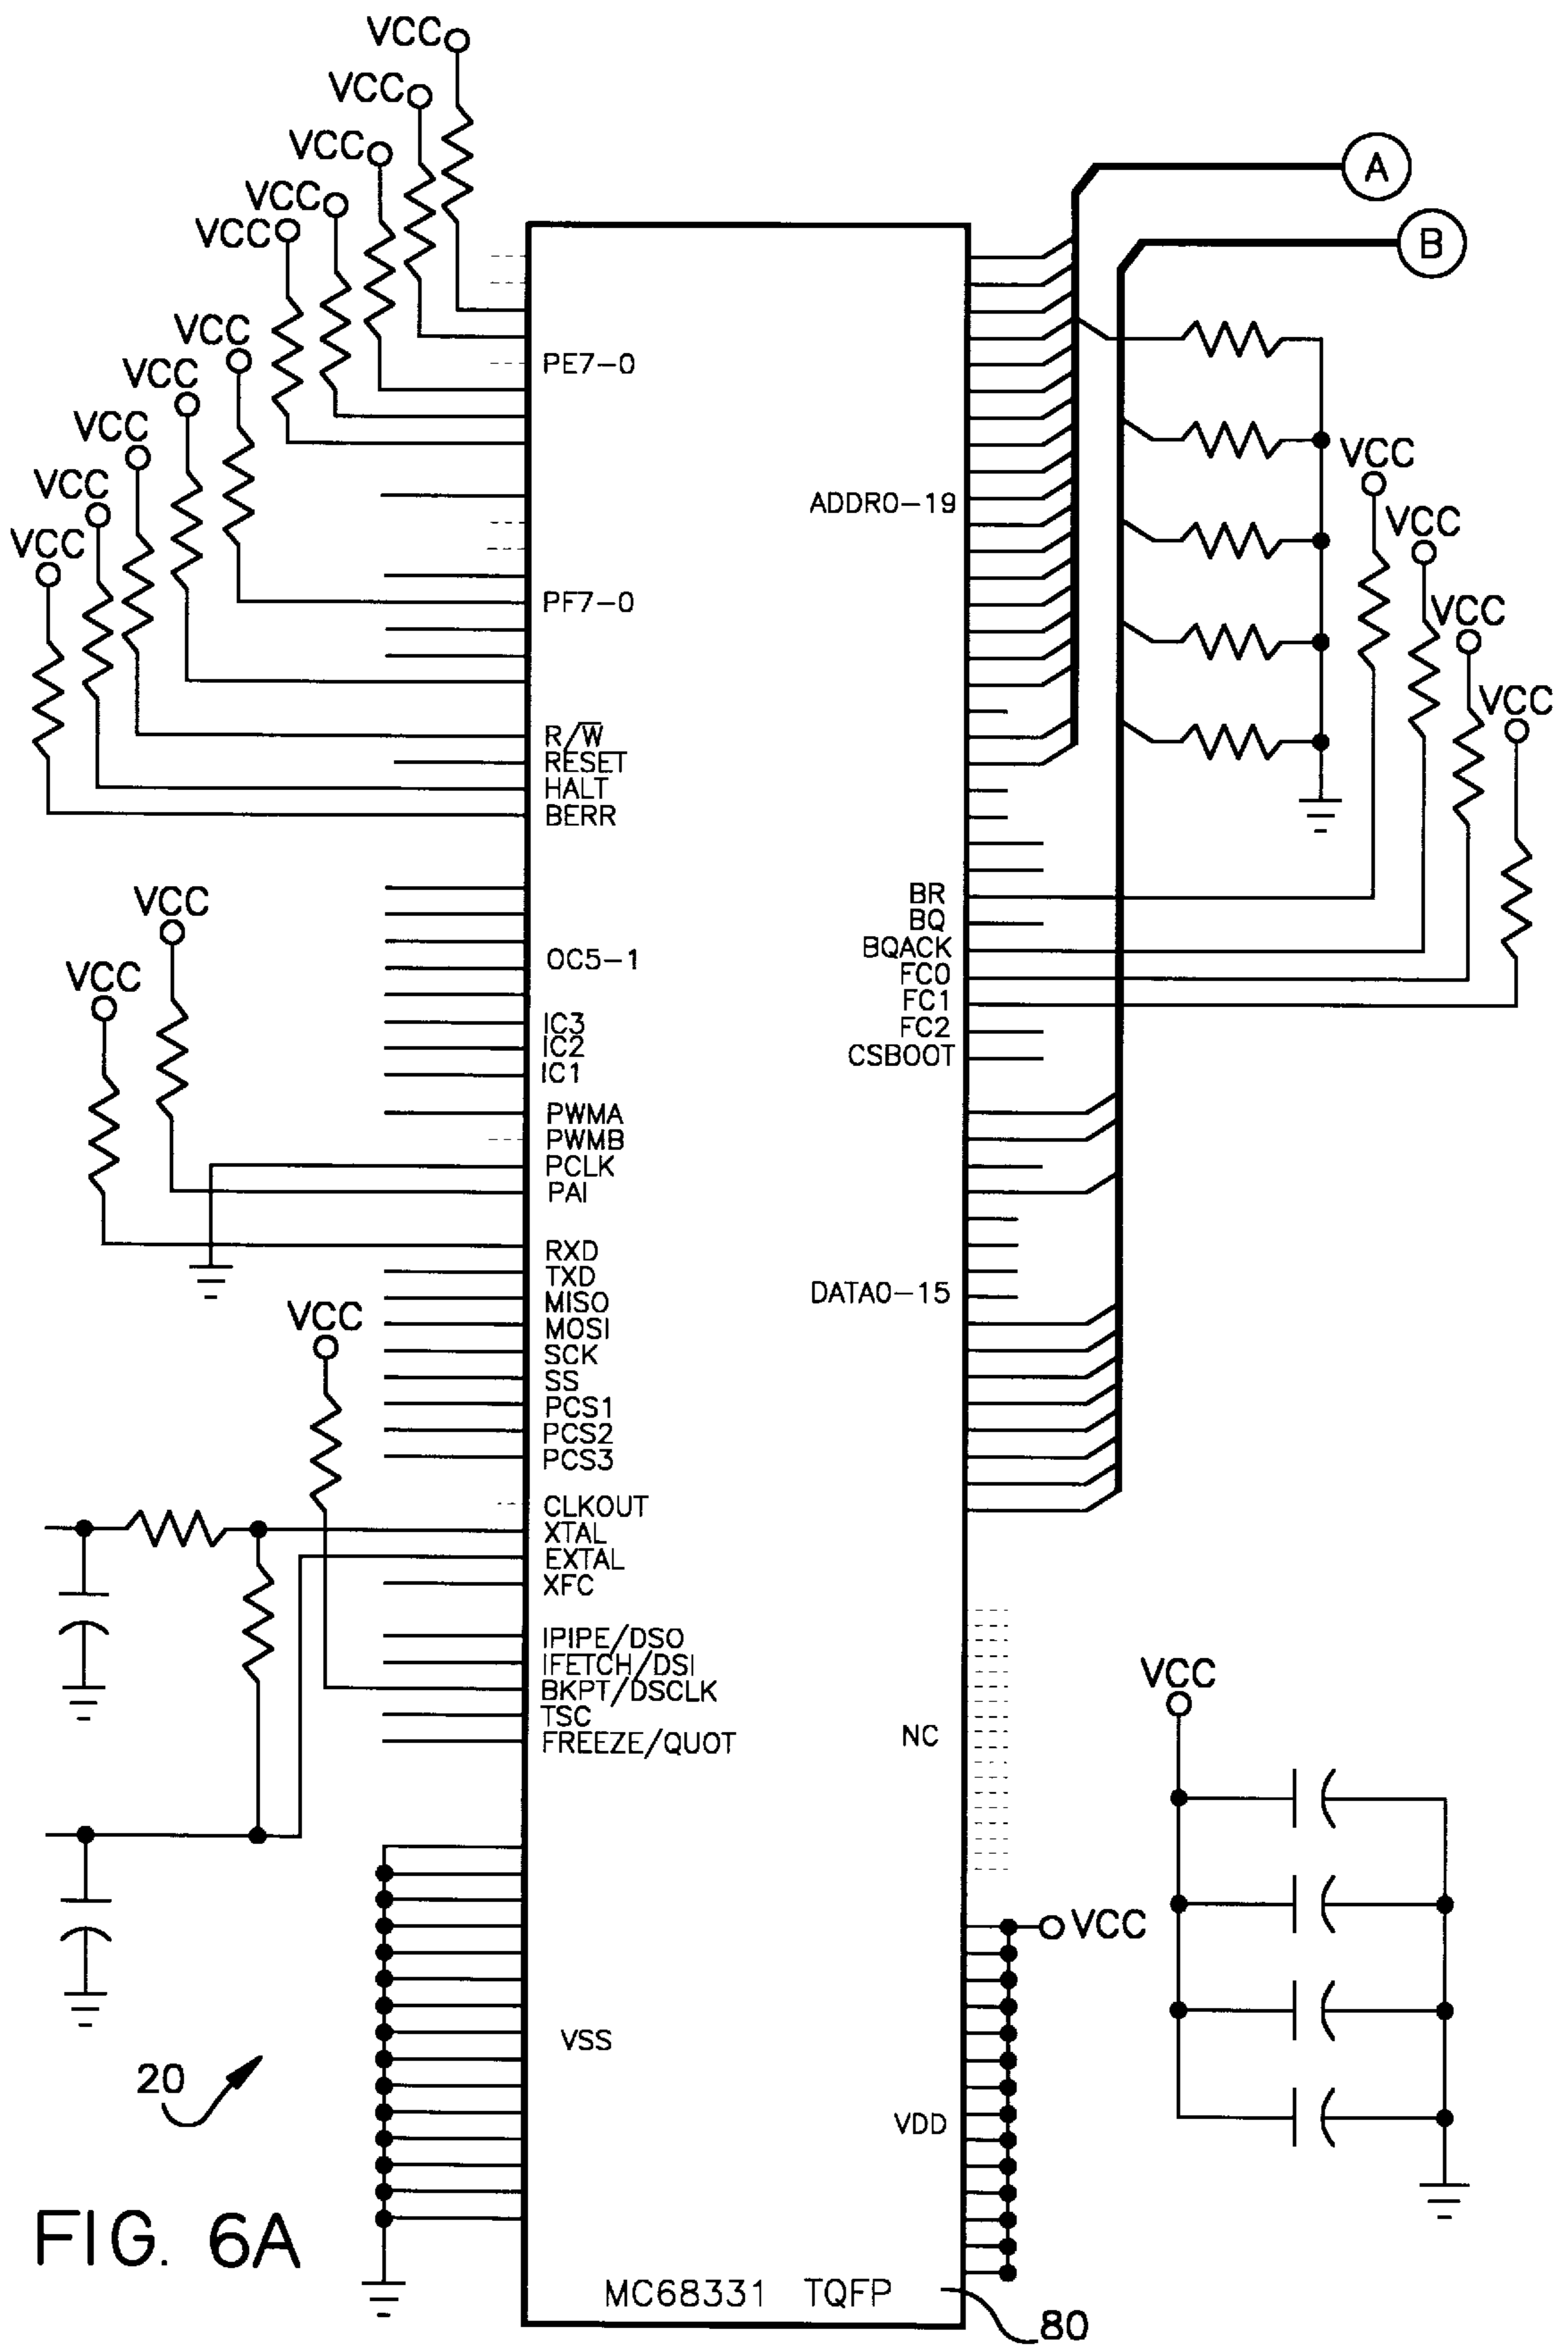 VCC
VCC
VCC
VCC
VCC
VCC
VCC
VCC
VCC
VCC
A
B
PE7-0
ADDR0-19
PF7-0
R/W̅
RESET
HALT
BERR
VCC
VCC
VCC
VCC
VCC
VCC
OC5-1
IC3
IC2
IC1
PWMA
PWMB
PCLK
PAI
RXD
TXD
MISO
MOSI
SCK
SS
PCS1
PCS2
PCS3
VCC
CLKOUT
XTAL
EXTAL
XFC
IPIPE/DSO
IFETCH/DSI
BKPT/DSCLK
TSC
FREEZE/QUOT
VSS
BR
BQ
BQACK
FC0
FC1
FC2
CSBOOT
DATA0-15
NC
VCC
VCC
VDD
20
FIG. 6A
MC68331 TQFP
80